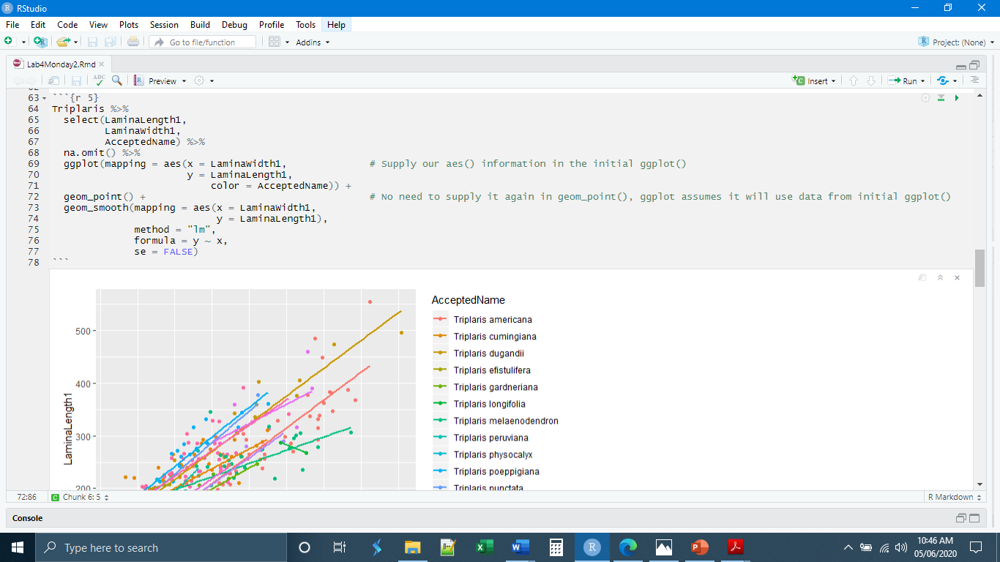 RStudio
File Edit Code View Plots Session Build Debug Profile Tools Help
Go to file/function Addins Project: (None)
Lab4Monday2.Rmd
ABC Preview Insert Run
63 ```{r 5}
64 Triplaris %>%
65 select(LaminaLength1,
66 LaminaWidth1,
67 AcceptedName) %>%
68 na.omit() %>%
69 ggplot(mapping = aes(x = LaminaWidth1, # Supply our aes() information in the initial ggplot()
70 y = LaminaLength1,
71 color = AcceptedName)) +
72 geom_point() + # No need to supply it again in geom_point(), ggplot assumes it will use data from initial ggplot()
73 geom_smooth(mapping = aes(x = LaminaWidth1,
74 y = LaminaLength1),
75 method = "lm",
76 formula = y ~ x,
77 se = FALSE)
78 ```
LaminaLength1
500
400
300
200
AcceptedName
Triplaris americana
Triplaris cumingiana
Triplaris dugandii
Triplaris efistulifera
Triplaris gardneriana
Triplaris longifolia
Triplaris melaenodendron
Triplaris peruviana
Triplaris physocalyx
Triplaris poeppigiana
Triplaris punctata
72:86 C Chunk 6: 5 R Markdown
Console
Type here to search
10:46 AM
05/06/2020